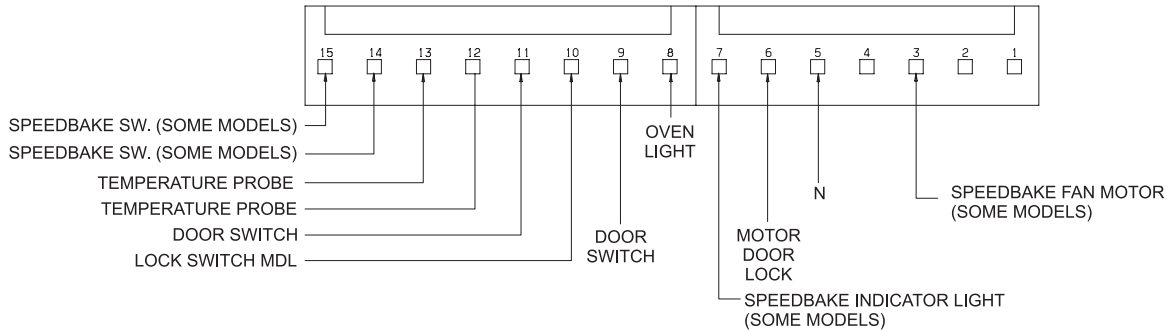 15 14 13 12 11 10 9 8 7 6 5 4 3 2 1
SPEEDBAKE SW. (SOME MODELS)
SPEEDBAKE SW. (SOME MODELS)
TEMPERATURE PROBE
TEMPERATURE PROBE
DOOR SWITCH
LOCK SWITCH MDL
DOOR
SWITCH
OVEN
LIGHT
SPEEDBAKE INDICATOR LIGHT
(SOME MODELS)
MOTOR
DOOR
LOCK
N
SPEEDBAKE FAN MOTOR
(SOME MODELS)